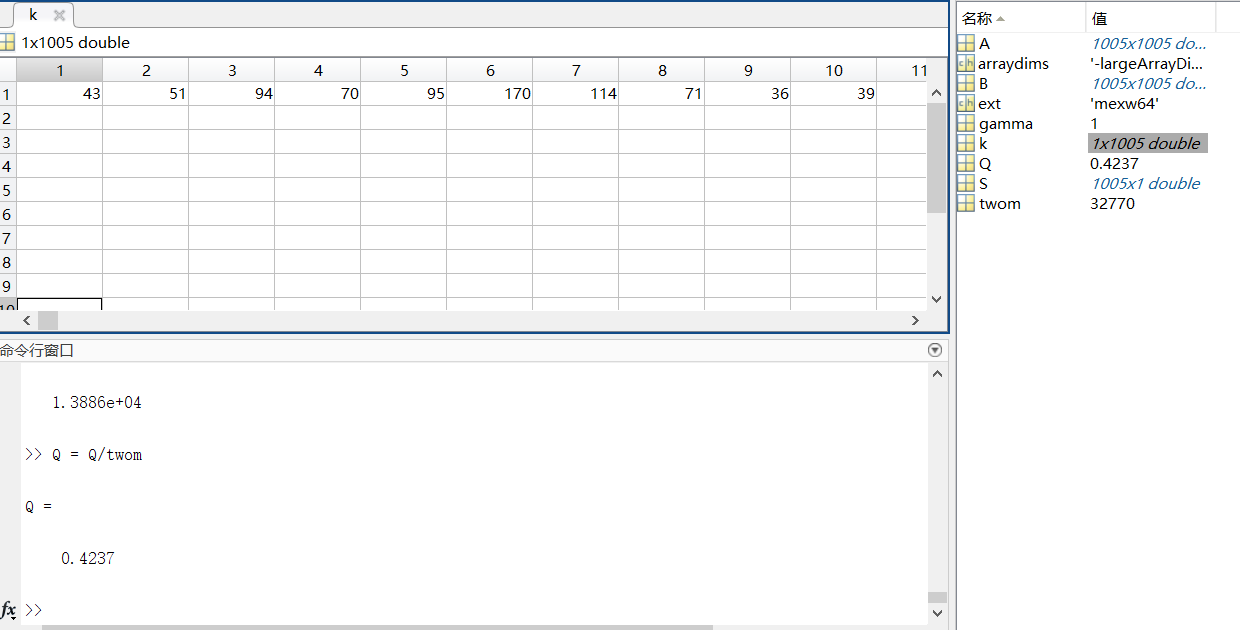 k
1x1005 double
1 2 3 4 5 6 7 8 9 10 11
1 43 51 94 70 95 170 114 71 36 39
2
3
4
5
6
7
8
9
10
命令行窗口
1.3886e+04
>> Q = Q/twom
Q =
0.4237
fx >>
名称 值
A 1005x1005 do...
arraydims '-largeArrayDi...
B 1005x1005 do...
ext 'mexw64'
gamma 1
k 1x1005 double
Q 0.4237
S 1005x1 double
twom 32770